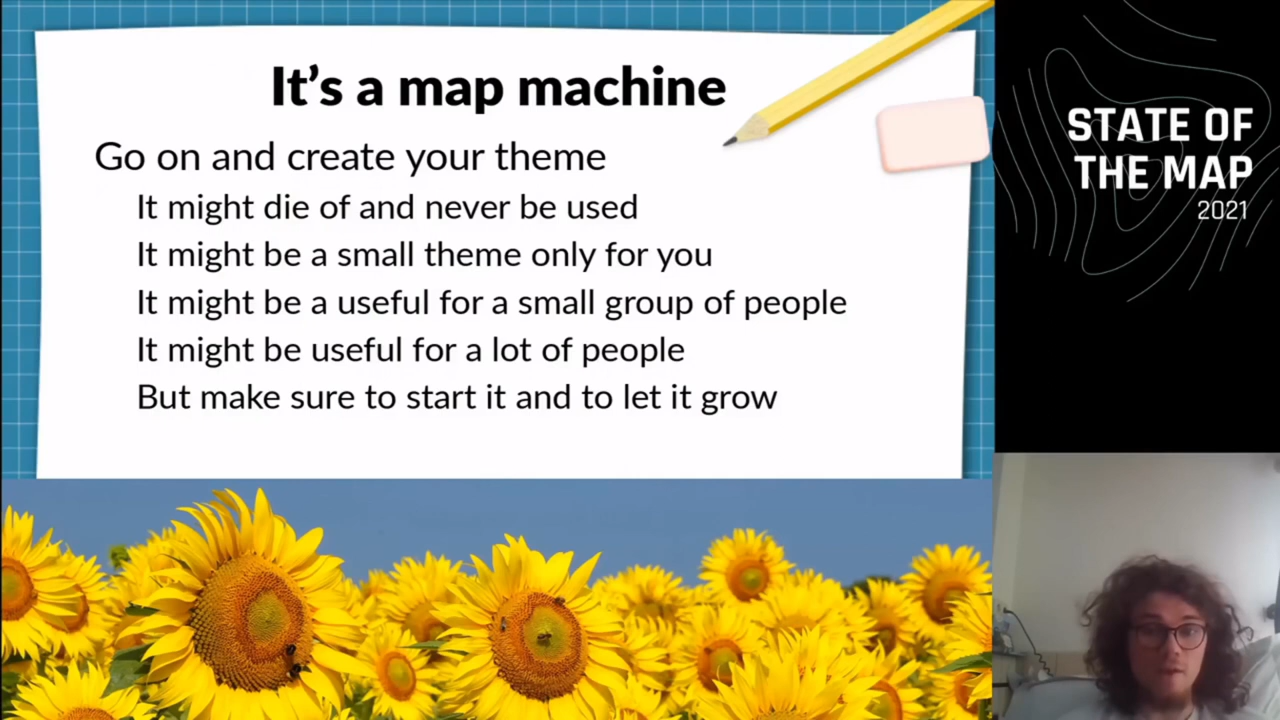 It's a map machine
Go on and create your theme
It might die of and never be used
It might be a small theme only for you
It might be a useful for a small group of people
It might be useful for a lot of people
But make sure to start it and to let it grow
STATE OF
THE MAP
2021